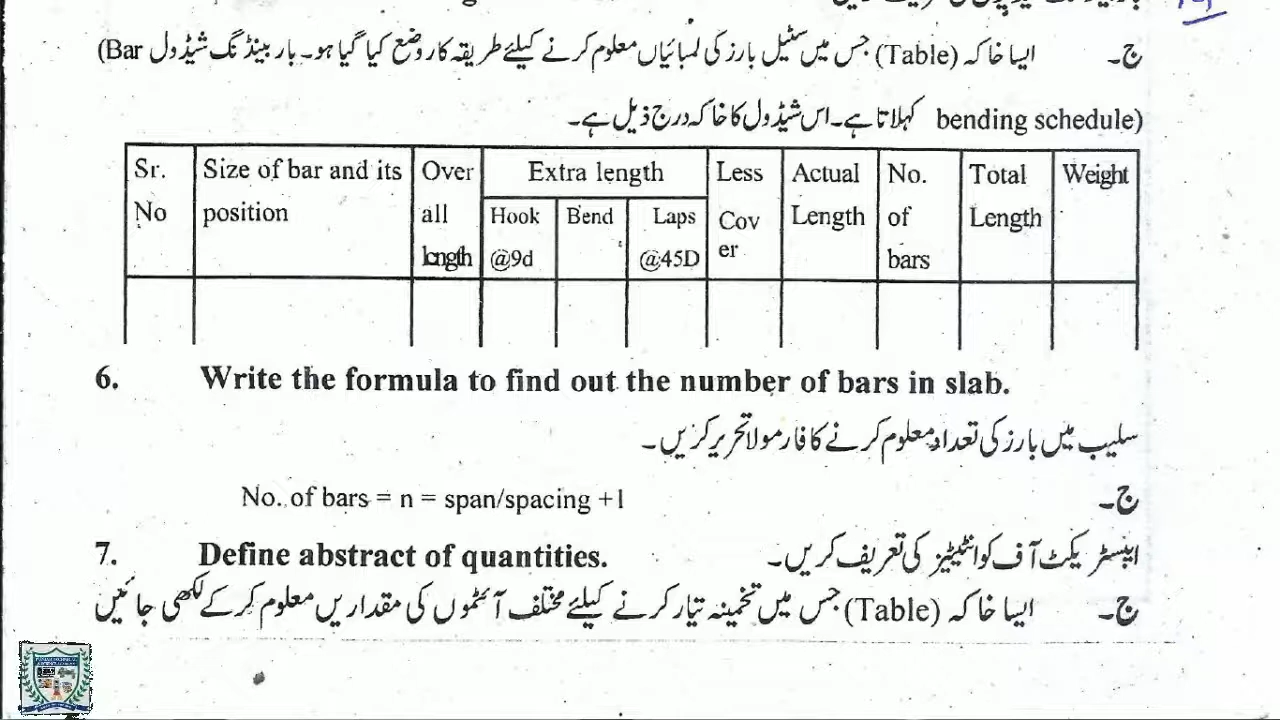 ج۔ ایسا خاکہ (Table) جس میں سٹیل بارز کی لمبائیاں معلوم کرنے کیلئے طریقہ کار وضع کیا گیا ہو۔ بار بینڈنگ شیڈول (Bar
bending schedule) کہلاتا ہے۔ اس شیڈول کا خاکہ درج ذیل ہے۔
Sr. Size of bar and its Over Extra length Less Actual No. Total Weight
No position all Hook Bend Laps Cov Length of Length
length @9d @45D er bars
6. Write the formula to find out the number of bars in slab.
سلیب میں بارز کی تعداد معلوم کرنے کا فارمولا تحریر کریں۔
ج۔ No. of bars = n = span/spacing +1
7. Define abstract of quantities. ایبسٹریکٹ آف کوانٹیٹیز کی تعریف کریں۔
ج۔ ایسا خاکہ (Table) جس میں تخمینہ تیار کرنے کیلئے مختلف آئٹموں کی مقداریں معلوم کر کے لکھی جائیں